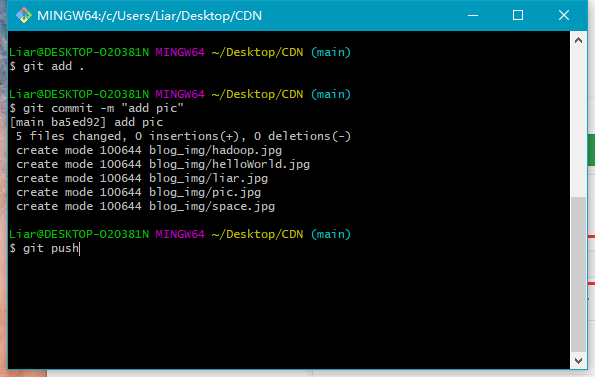 MINGW64:/c/Users/Liar/Desktop/CDN
Liar@DESKTOP-O20381N MINGW64 ~/Desktop/CDN (main)
$ git add .
Liar@DESKTOP-O20381N MINGW64 ~/Desktop/CDN (main)
$ git commit -m "add pic"
[main ba5ed92] add pic
5 files changed, 0 insertions(+), 0 deletions(-)
create mode 100644 blog_img/hadoop.jpg
create mode 100644 blog_img/helloWorld.jpg
create mode 100644 blog_img/liar.jpg
create mode 100644 blog_img/pic.jpg
create mode 100644 blog_img/space.jpg
Liar@DESKTOP-O20381N MINGW64 ~/Desktop/CDN (main)
$ git push